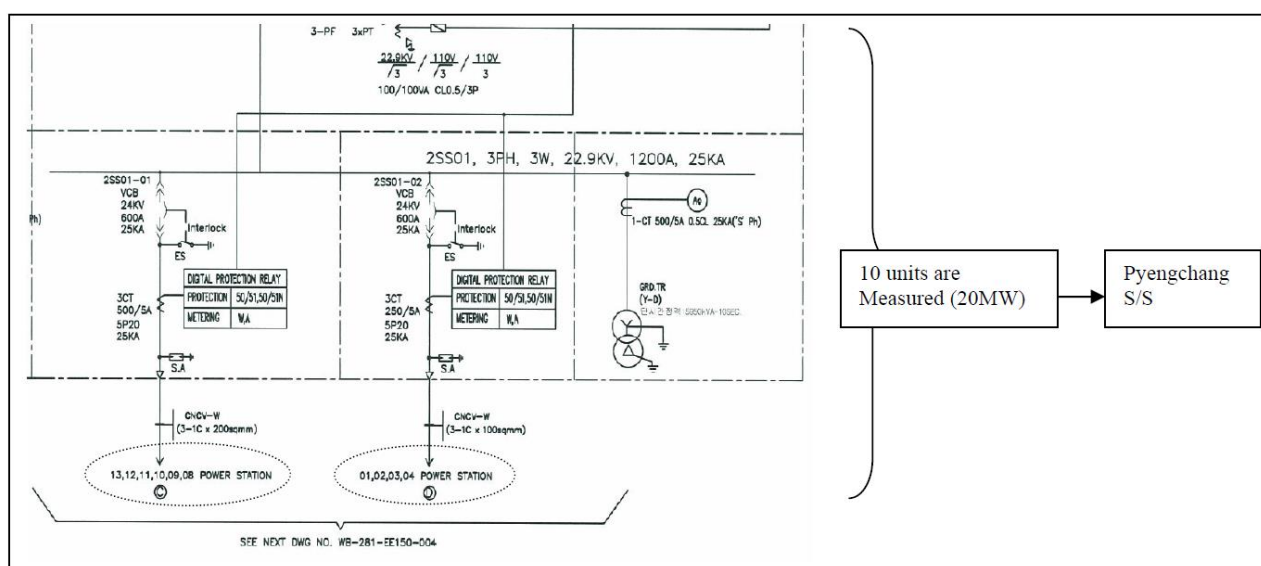 3-PF 3xPT
22.9KV/√3 / 110V/√3 / 110V/3
100/100VA CL0.5/3P
2SS01, 3PH, 3W, 22.9KV, 1200A, 25KA
2SS01-01
VCB
24KV
600A
25KA
Interlock
ES
Ph)
DIGITAL PROTECTION RELAY
PROTECTION 50/51,50/51N
METERING W,A
3CT
500/5A
5P20
25KA
S.A
CNCV-W
(3-1C x 200sqmm)
13,12,11,10,09,08 POWER STATION
C
2SS01-02
VCB
24KV
600A
25KA
Interlock
ES
DIGITAL PROTECTION RELAY
PROTECTION 50/51,50/51N
METERING W,A
3CT
250/5A
5P20
25KA
S.A
CNCV-W
(3-1C x 100sqmm)
01,02,03,04 POWER STATION
D
1-CT 500/5A 0.5CL 25KA('S' Ph)
GRD.TR
(Y-D)
SEE NEXT DWG NO. WB-281-EE150-004
10 units are
Measured (20MW)
Pyengchang
S/S